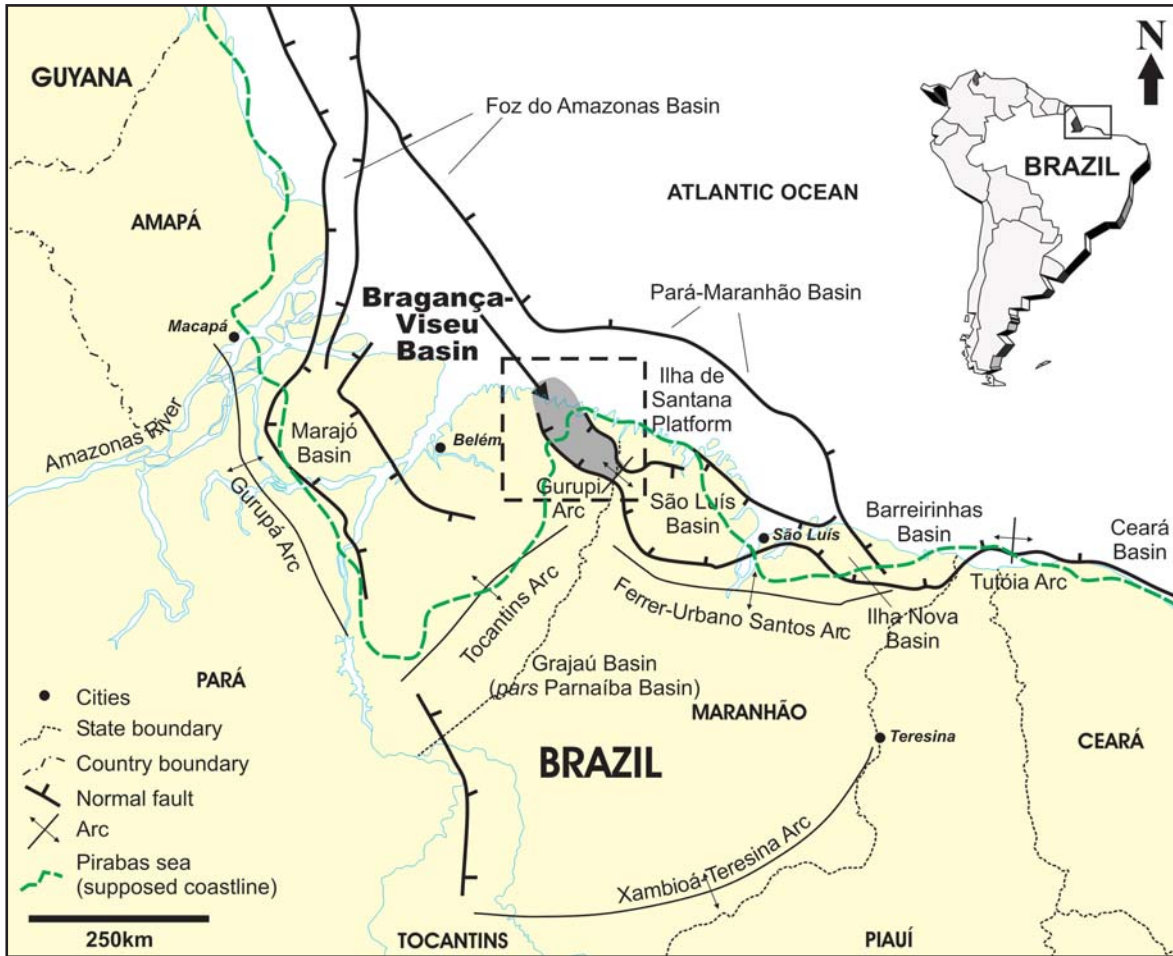 N
GUYANA
Foz do Amazonas Basin
BRAZIL
ATLANTIC OCEAN
AMAPÁ
Pará-Maranhão Basin
Bragança-
Viseu
Basin
Macapá
Ilha de
Santana
Platform
Amazonas River
Marajó
Basin
Belém
Gurupá Arc
Gurupi
Arc
São Luís
Basin
São Luís
Barreirinhas
Basin
Ceará
Basin
Tocantins Arc
Ferrer-Urbano Santos Arc
Ilha Nova
Basin
Tutóia Arc
Grajaú Basin
(pars Parnaíba Basin)
PARÁ
MARANHÃO
BRAZIL
Teresina
CEARÁ
Xambioá-Teresina Arc
TOCANTINS
PIAUÍ
Cities
State boundary
Country boundary
Normal fault
Arc
Pirabas sea
(supposed coastline)
250km